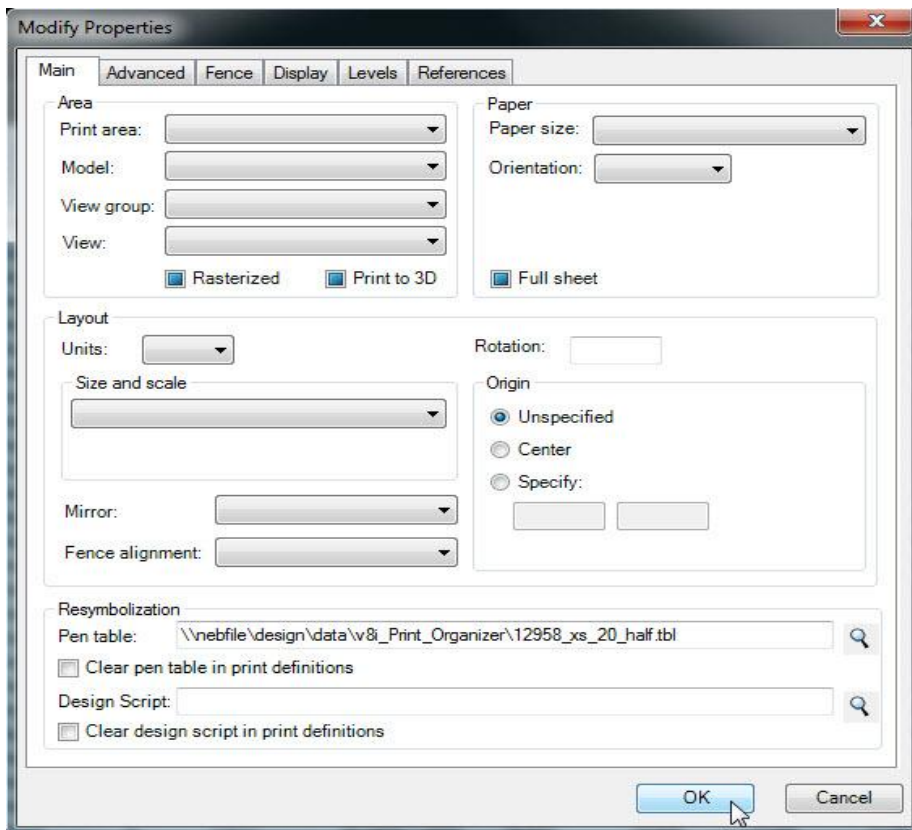 Modify Properties
Main Advanced Fence Display Levels References
Area
Print area:
Model:
View group:
View:
Rasterized Print to 3D
Paper
Paper size:
Orientation:
Full sheet
Layout
Units:
Size and scale
Mirror:
Fence alignment:
Rotation:
Origin
Unspecified
Center
Specify:
Resymbolization
Pen table: \\nebfile\design\data\v8i_Print_Organizer\12958_xs_20_half.tbl
Clear pen table in print definitions
Design Script:
Clear design script in print definitions
OK Cancel